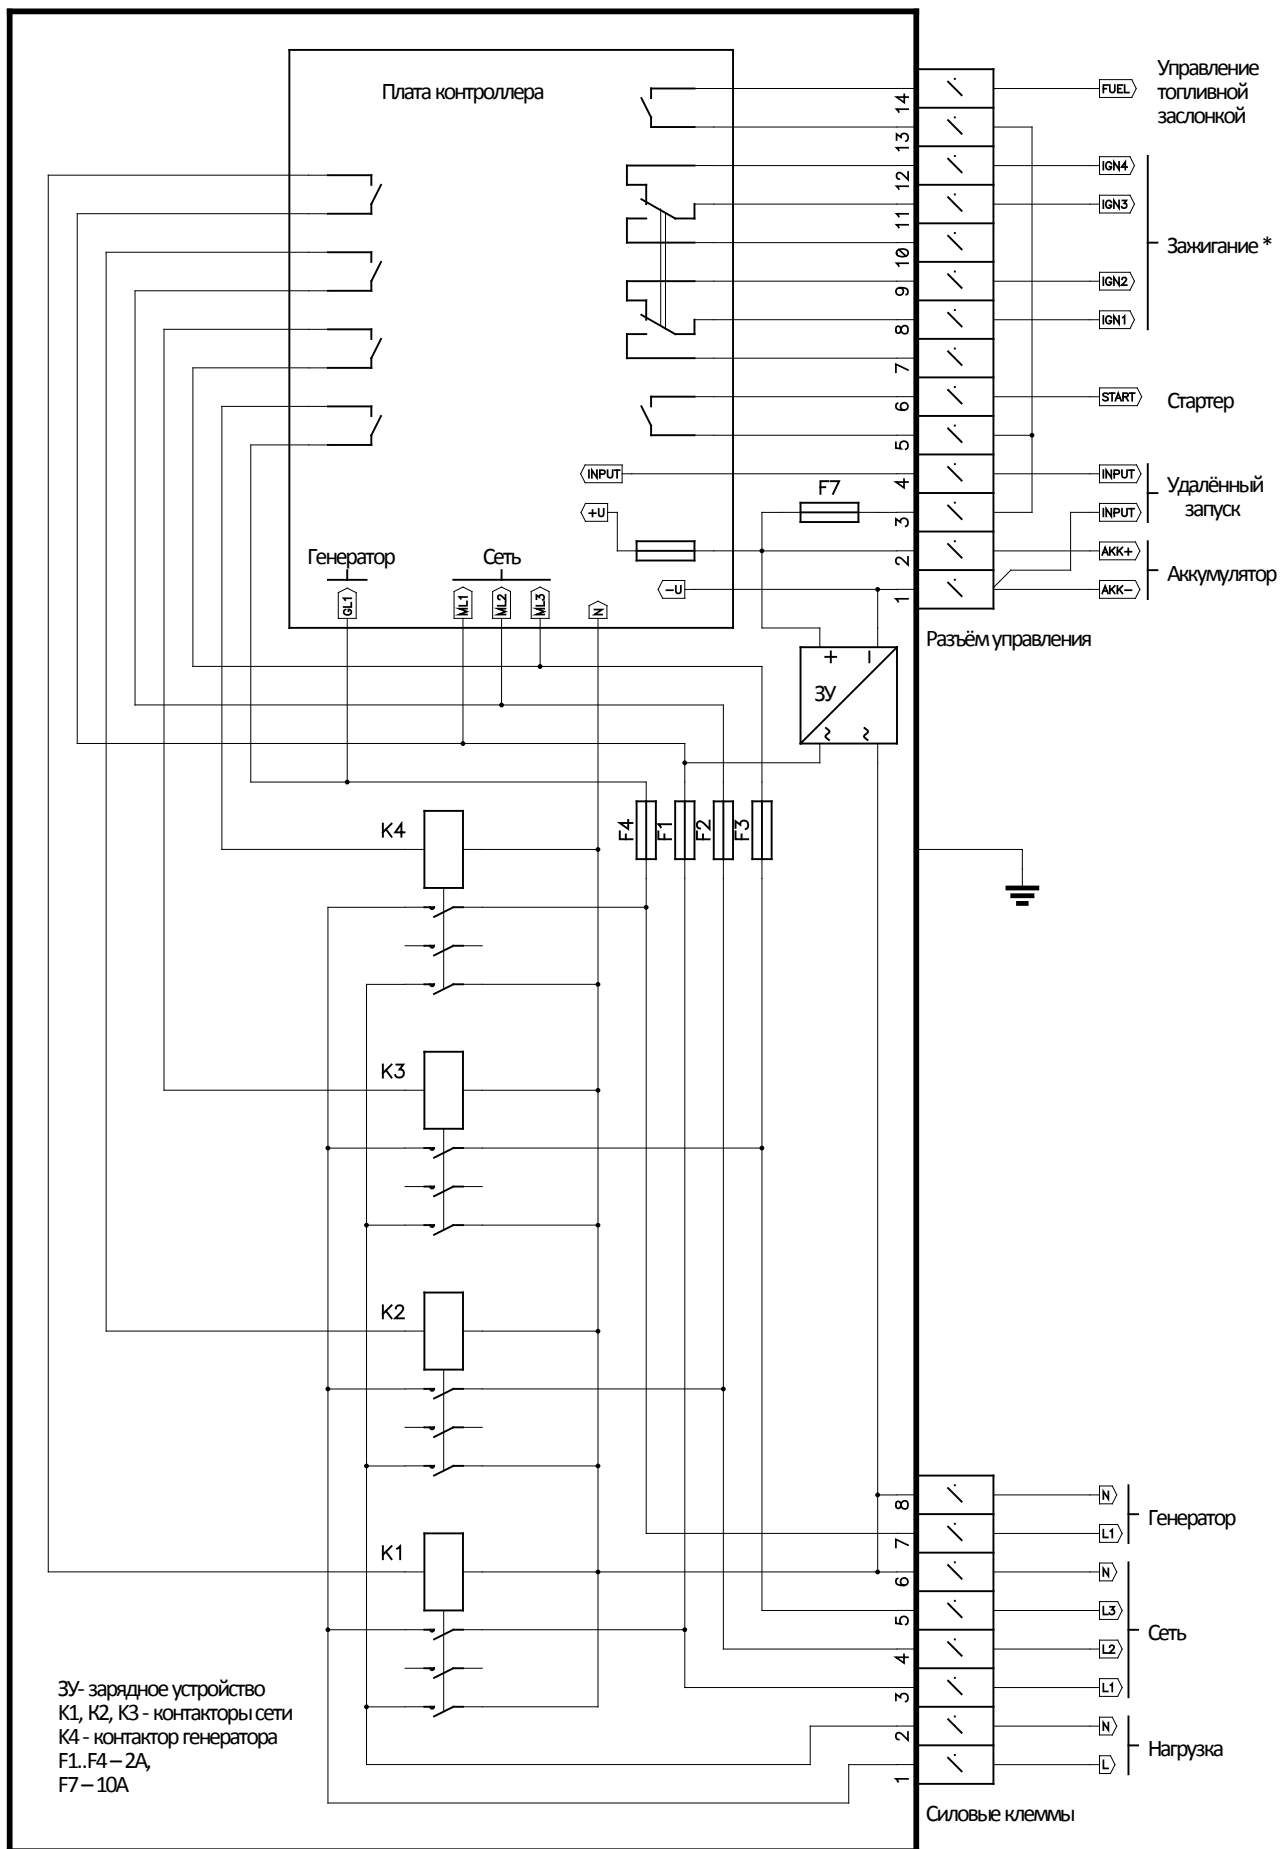 Плата контроллера
14
13
12
11
10
9
8
7
6
5
4
3
2
1
FUEL
Управление
топливной
заслонкой
IGN4
IGN3
IGN2
IGN1
Зажигание *
START
Стартер
INPUT
INPUT
Удалённый
запуск
AKK+
AKK-
Аккумулятор
Разъём управления
INPUT
+U
-U
F7
Генератор
Сеть
GL1
ML1
ML2
ML3
N
+ –
ЗУ
~ ~
F4
F1
F2
F3
K4
K3
K2
K1
8
7
6
5
4
3
2
1
N
L1
Генератор
N
L3
L2
L1
Сеть
N
L
Нагрузка
Силовые клеммы
ЗУ- зарядное устройство
K1, K2, K3 - контакторы сети
K4 - контактор генератора
F1..F4 – 2A,
F7 – 10A